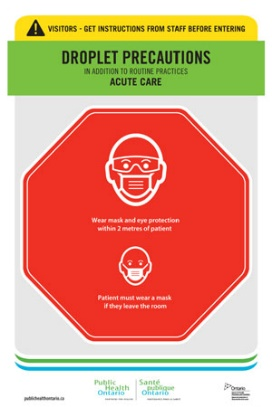 VISITORS - GET INSTRUCTIONS FROM STAFF BEFORE ENTERING
DROPLET PRECAUTIONS
IN ADDITION TO ROUTINE PRACTICES
ACUTE CARE
Wear mask and eye protection
within 2 metres of patient
Patient must wear a mask
if they leave the room
Public
Health
Ontario
Santé
publique
Ontario
publichealthontario.ca
Ontario